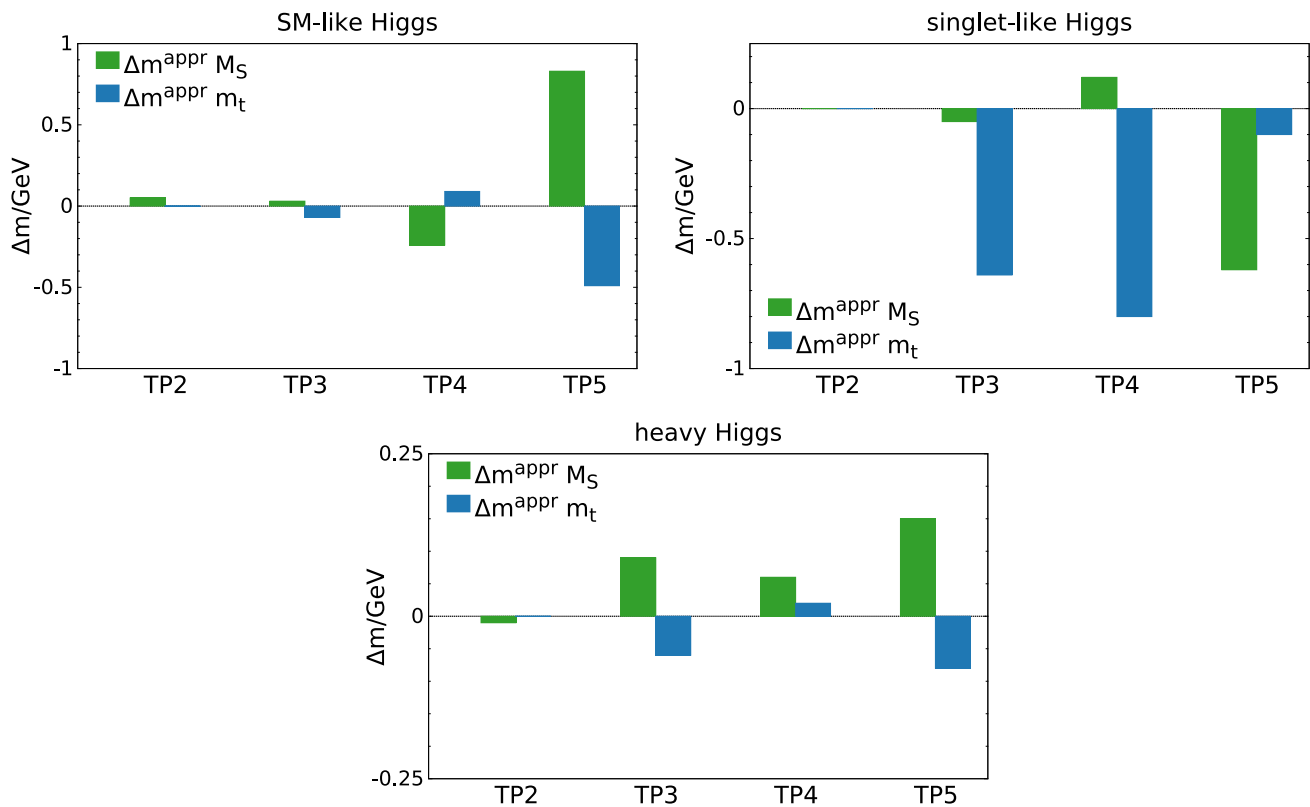 SM-like Higgs
Δm^appr M_S
Δm^appr m_t
Δm/GeV
1
0.5
0
-0.5
-1
TP2 TP3 TP4 TP5
singlet-like Higgs
Δm/GeV
0
-0.5
-1
Δm^appr M_S
Δm^appr m_t
TP2 TP3 TP4 TP5
heavy Higgs
Δm^appr M_S
Δm^appr m_t
Δm/GeV
0.25
0
-0.25
TP2 TP3 TP4 TP5